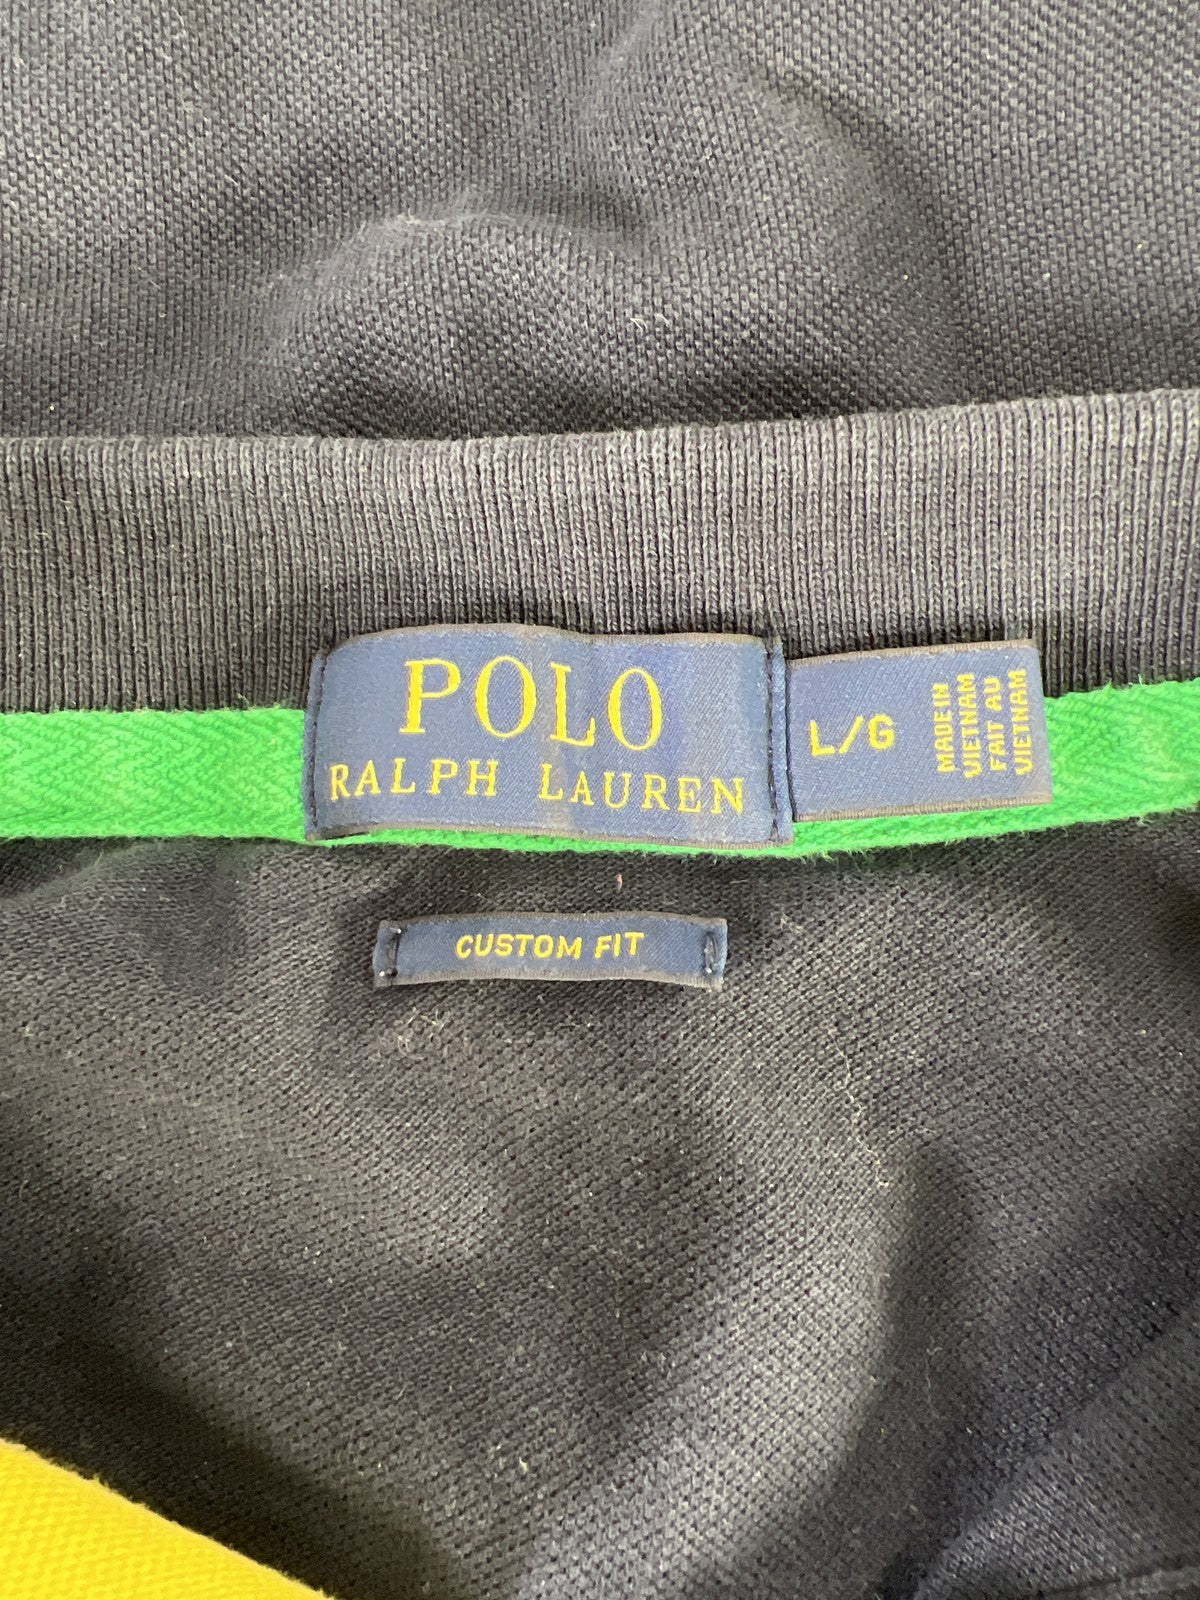 POLO
RALPH LAUREN
L/G
MADE IN
VIETNAM
FAIT AU
VIETNAM
CUSTOM FIT